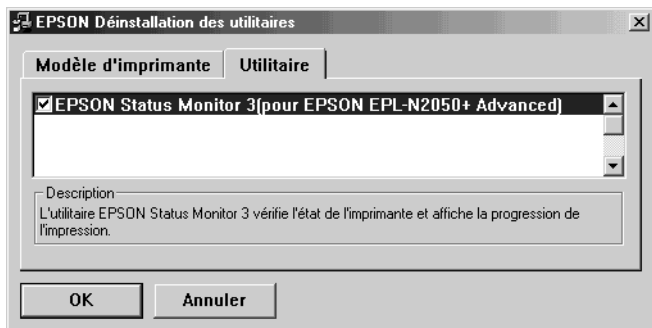 EPSON Déinstallation des utilitaires
Modèle d'imprimante Utilitaire
EPSON Status Monitor 3(pour EPSON EPL-N2050+ Advanced)
Description
L'utilitaire EPSON Status Monitor 3 vérifie l'état de l'imprimante et affiche la progression de
l'impression.
OK Annuler